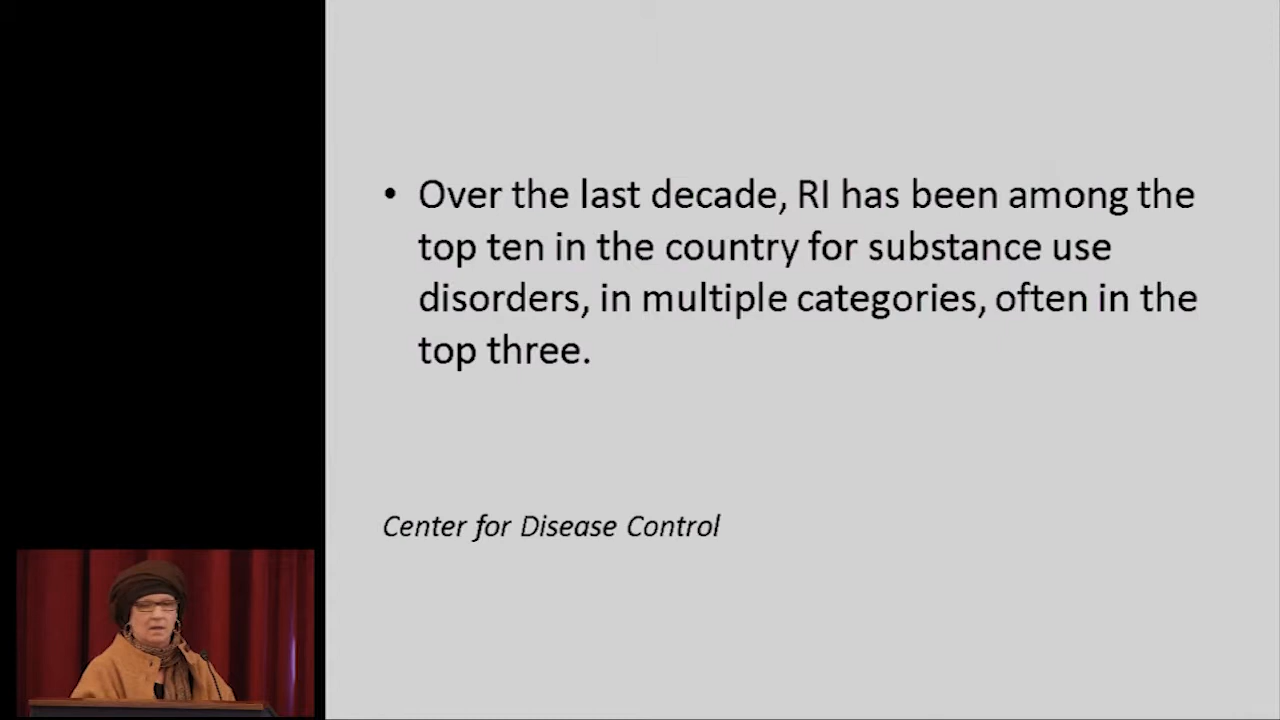 • Over the last decade, RI has been among the
top ten in the country for substance use
disorders, in multiple categories, often in the
top three.
Center for Disease Control